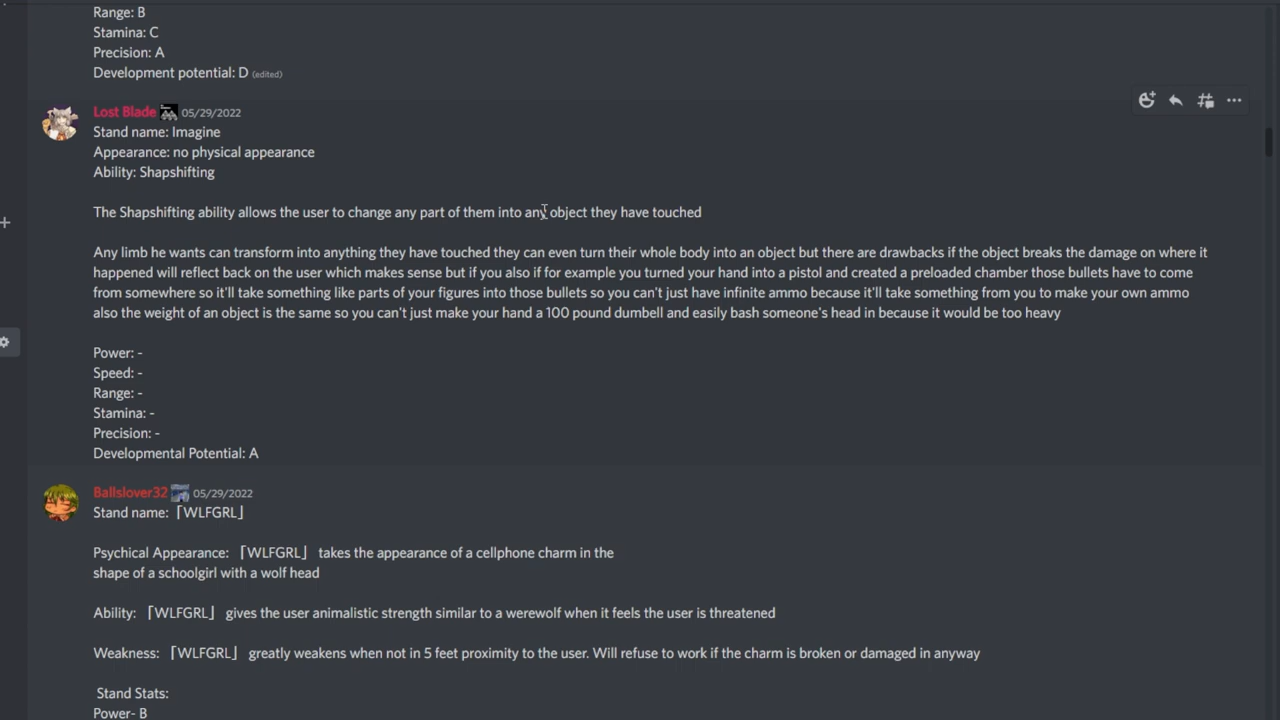 Range: B
Stamina: C
Precision: A
Development potential: D (edited)
Lost Blade 05/29/2022
Stand name: Imagine
Appearance: no physical appearance
Ability: Shapshifting
The Shapshifting ability allows the user to change any part of them into any object they have touched
Any limb he wants can transform into anything they have touched they can even turn their whole body into an object but there are drawbacks if the object breaks the damage on where it
happened will reflect back on the user which makes sense but if you also if for example you turned your hand into a pistol and created a preloaded chamber those bullets have to come
from somewhere so it'll take something like parts of your figures into those bullets so you can't just have infinite ammo because it'll take something from you to make your own ammo
also the weight of an object is the same so you can't just make your hand a 100 pound dumbell and easily bash someone's head in because it would be too heavy
Power: -
Speed: -
Range: -
Stamina: -
Precision: -
Developmental Potential: A
Ballslover32 05/29/2022
Stand name: 「WLFGRL」
Psychical Appearance: 「WLFGRL」 takes the appearance of a cellphone charm in the
shape of a schoolgirl with a wolf head
Ability: 「WLFGRL」 gives the user animalistic strength similar to a werewolf when it feels the user is threatened
Weakness: 「WLFGRL」 greatly weakens when not in 5 feet proximity to the user. Will refuse to work if the charm is broken or damaged in anyway
Stand Stats:
Power- B